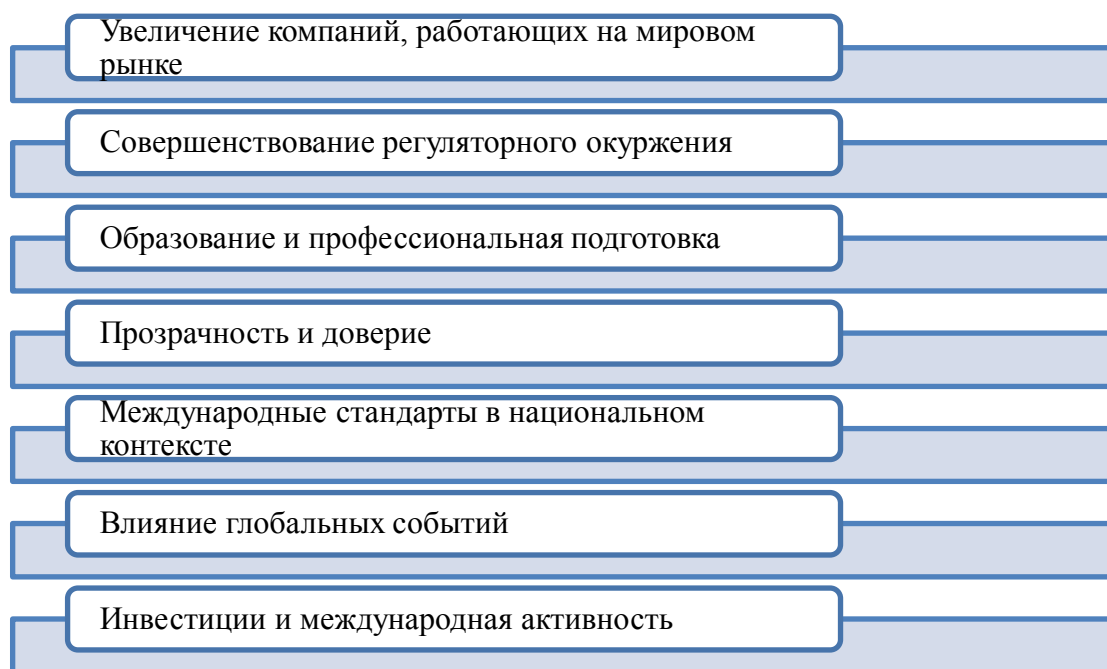 Увеличение компаний, работающих на мировом
рынке
Совершенствование регуляторного окуржения
Образование и профессиональная подготовка
Прозрачность и доверие
Международные стандарты в национальном
контексте
Влияние глобальных событий
Инвестиции и международная активность